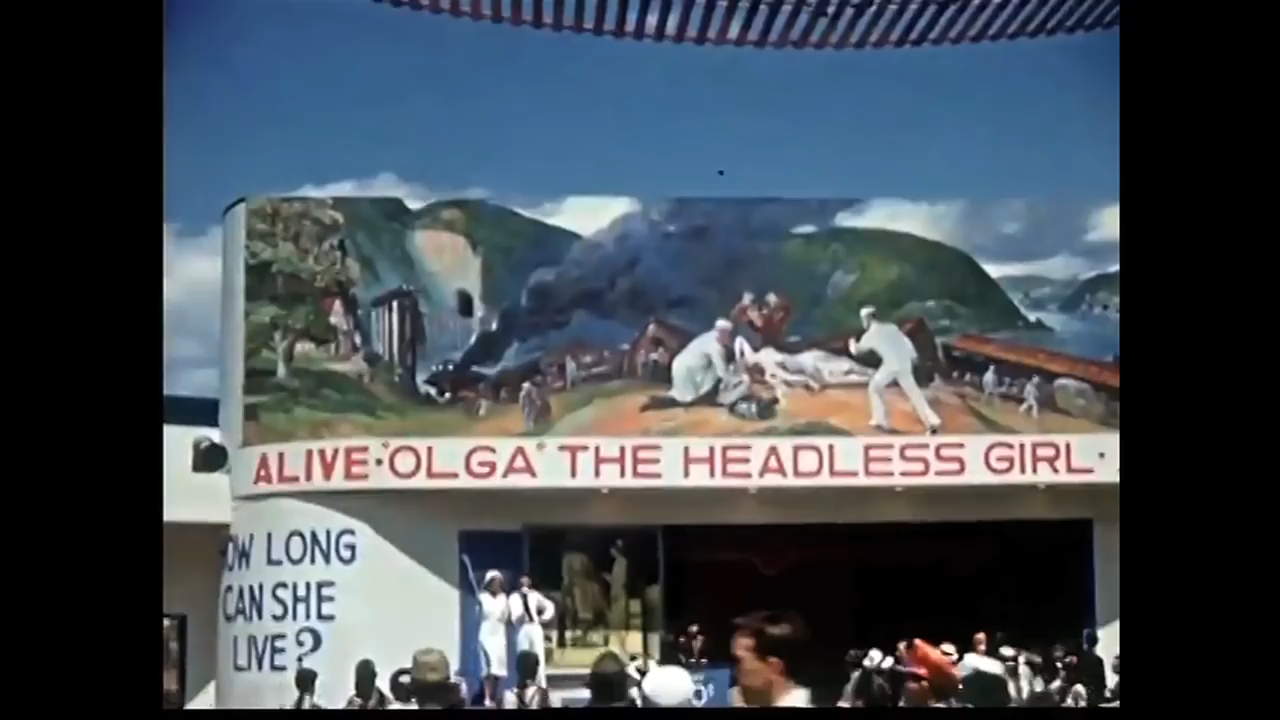 ALIVE·"OLGA" THE HEADLESS GIRL·
OW LONG
CAN SHE
LIVE?